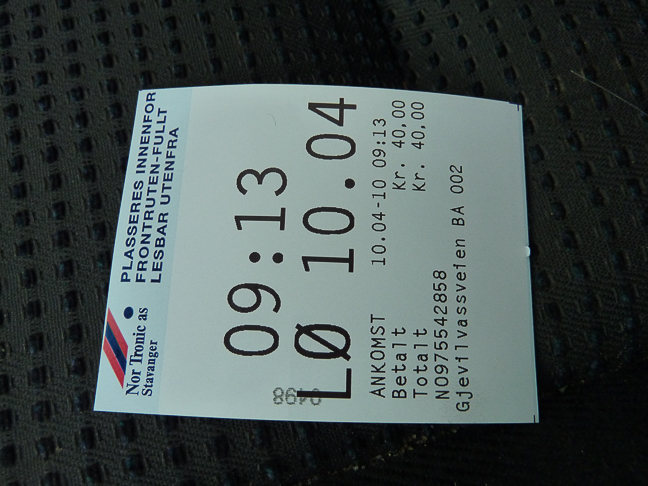 PLASSERES INNENFOR
FRONTRUTEN-FULLT
LESBAR UTENFRA
Nor Tronic as
Stavanger
09:13
LØ 10.04
0498
ANKOMST 10.04-10 09:13
Betalt Kr. 40,00
Totalt Kr. 40,00
NO975542858
Gjevilvassveien BA 002